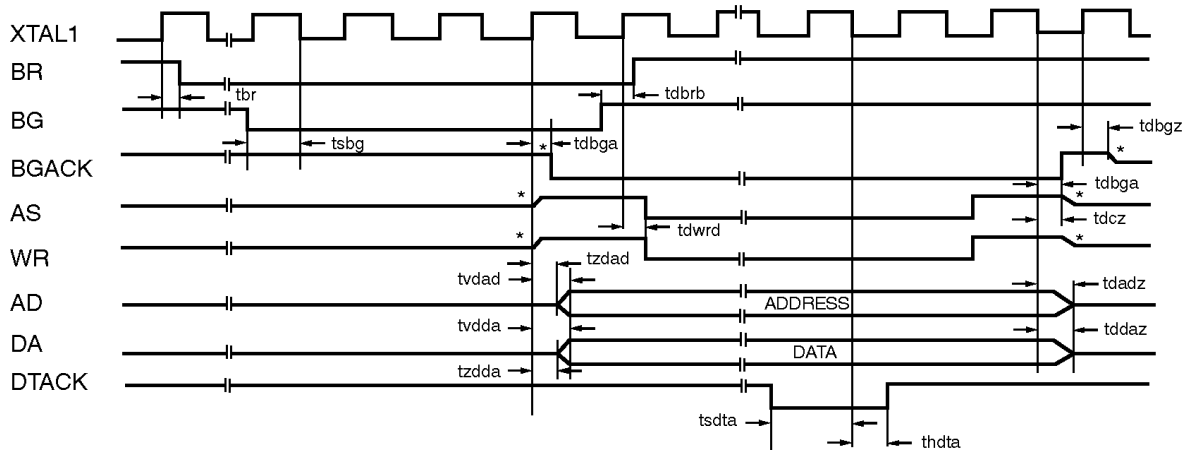 XTAL1
BR
tbr
tdbrb
BG
tsbg
*
tdbga
tdbgz
*
BGACK
tdbga
*
*
AS
tdwrd
tdcz
*
*
WR
tzdad
tvdad
tdadz
AD
ADDRESS
tvdda
tddaz
DA
DATA
tzdda
DTACK
tsdta
thdta